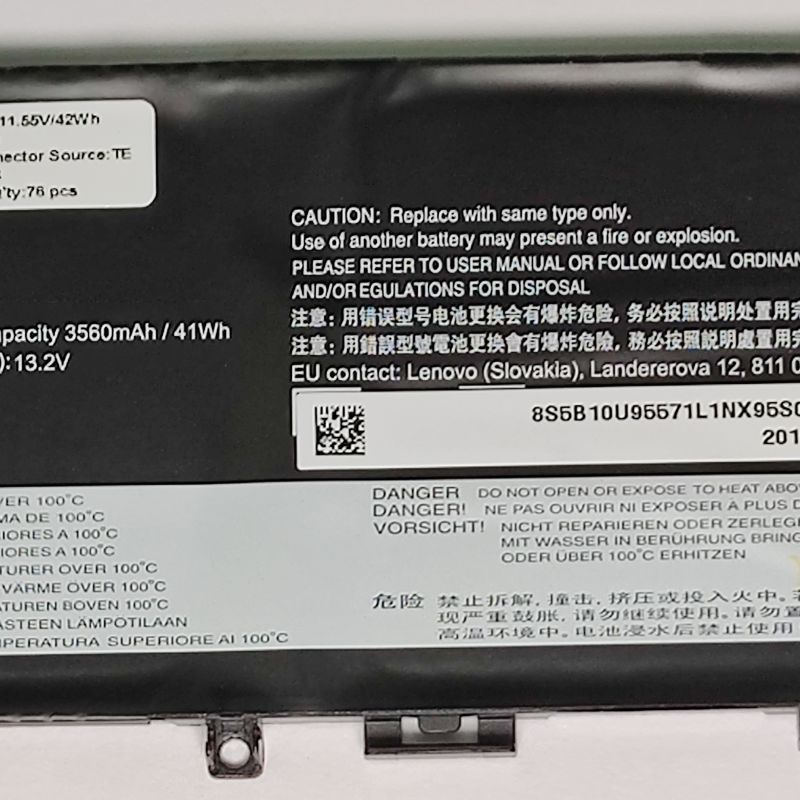 11.55V/42Wh
nector Source:TE
ty:76 pcs
CAUTION: Replace with same type only.
Use of another battery may present a fire or explosion.
PLEASE REFER TO USER MANUAL OR FOLLOW LOCAL ORDINAN
AND/OR EGULATIONS FOR DISPOSAL
注意: 用错误型号电池更换会有爆炸危险, 务必按照说明处置用完
注意: 用錯誤型號電池更換會有爆炸危險, 務必按照説明處置用完
EU contact: Lenovo (Slovakia), Landererova 12, 811 0
pacity 3560mAh / 41Wh
): 13.2V
8S5B10U95571L1NX95S0
201
VER 100°C
MA DE 100°C
IORES A 100°C
IORES A 100°C
TURER OVER 100°C
VÄRME ÖVER 100°C
ATUREN BOVEN 100°C
ASTEEN LÄMPOTILAAN
MPERATURA SUPERIORE AI 100°C
DANGER DO NOT OPEN OR EXPOSE TO HEAT ABO
DANGER! NE PAS OUVRIR NI EXPOSER À PLUS D
VORSICHT! NICHT REPARIEREN ODER ZERLEG
MIT WASSER IN BERÜHRUNG BRING
ODER ÜBER 100°C ERHITZEN
危险 禁止拆解, 撞击, 挤压或投入火中。若
现严重鼓胀, 请勿继续使用。请勿置
高温环境中。电池浸水后禁止使用